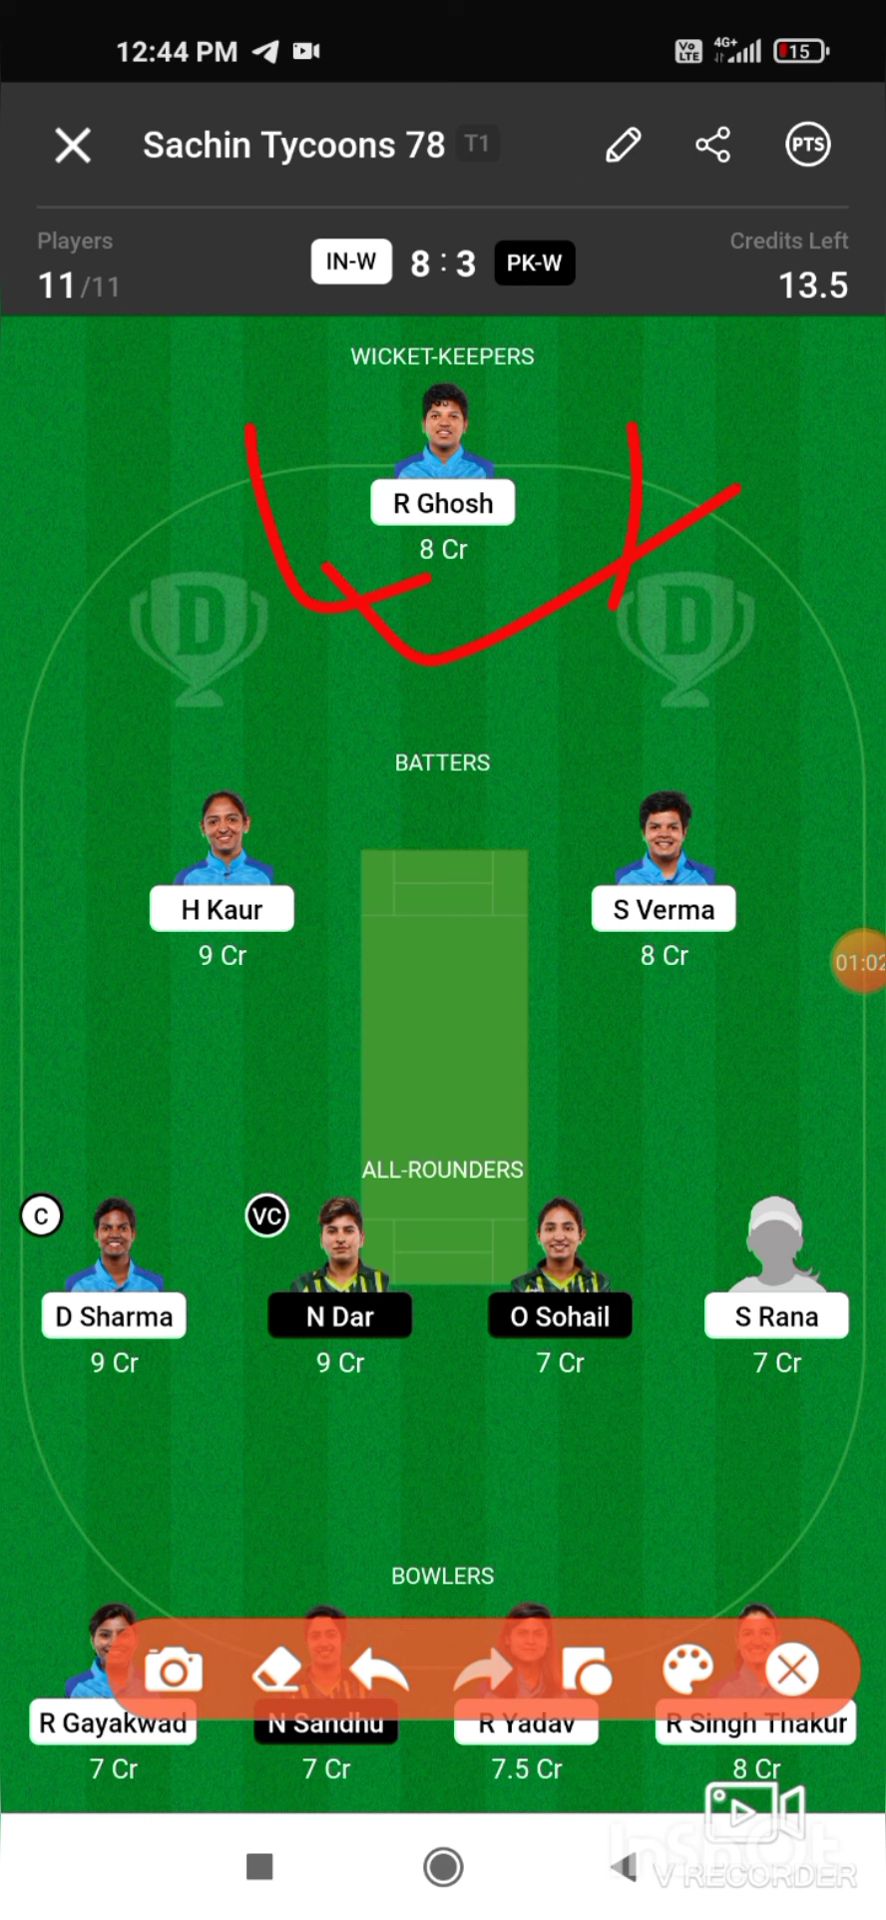 12:44 PM VoLTE 4G+ 15
Sachin Tycoons 78 T1 PTS
Players IN-W 8 : 3 PK-W Credits Left
11/11 13.5
WICKET-KEEPERS
R Ghosh
8 Cr
D D
BATTERS
H Kaur S Verma
9 Cr 8 Cr
01:02
ALL-ROUNDERS
C VC
D Sharma N Dar O Sohail S Rana
9 Cr 9 Cr 7 Cr 7 Cr
BOWLERS
R Gayakwad N Sandhu R Yadav R Singh Thakur
7 Cr 7 Cr 7.5 Cr 8 Cr
InShOt
V RECORDER